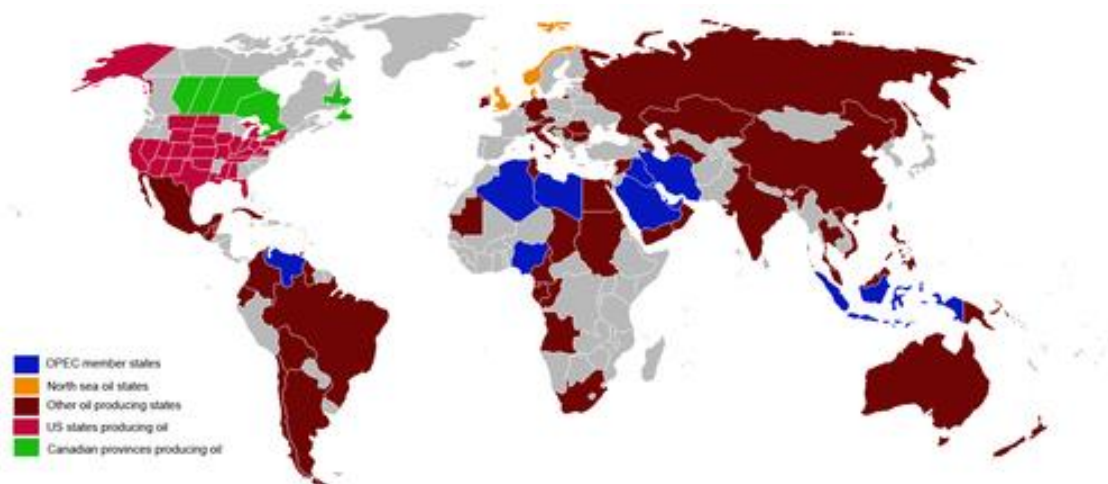 OPEC member states
North sea oil states
Other oil producing states
US states producing oil
Canadian provinces producing oil